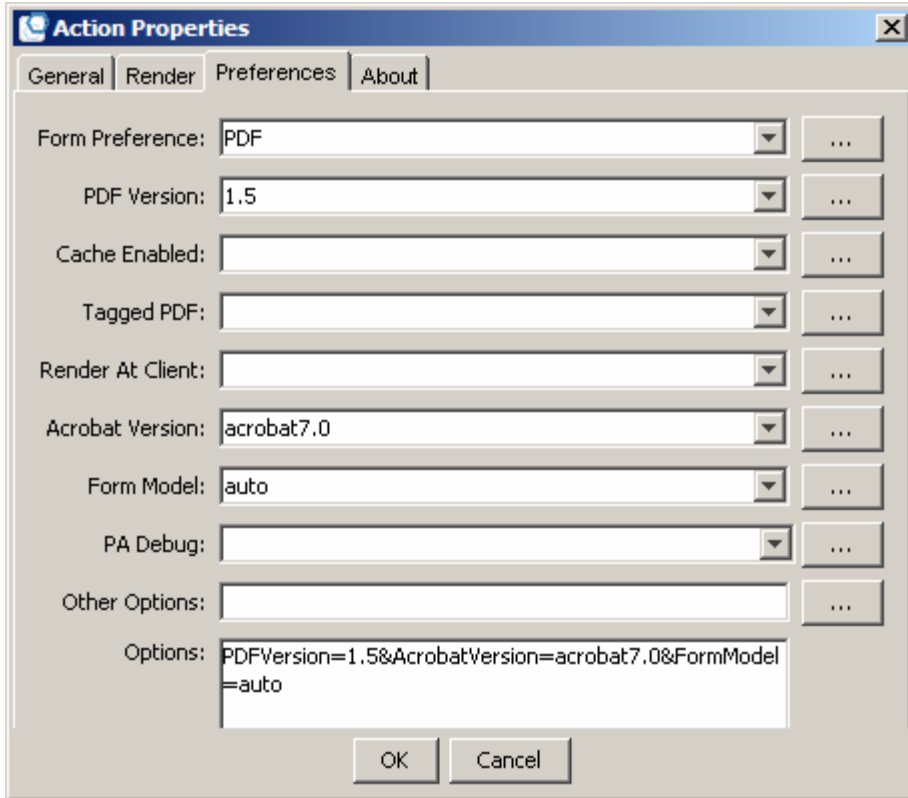 Action Properties
General Render Preferences About
Form Preference: PDF ...
PDF Version: 1.5 ...
Cache Enabled: ...
Tagged PDF: ...
Render At Client: ...
Acrobat Version: acrobat7.0 ...
Form Model: auto ...
PA Debug: ...
Other Options: ...
Options: PDFVersion=1.5&AcrobatVersion=acrobat7.0&FormModel
=auto
OK Cancel